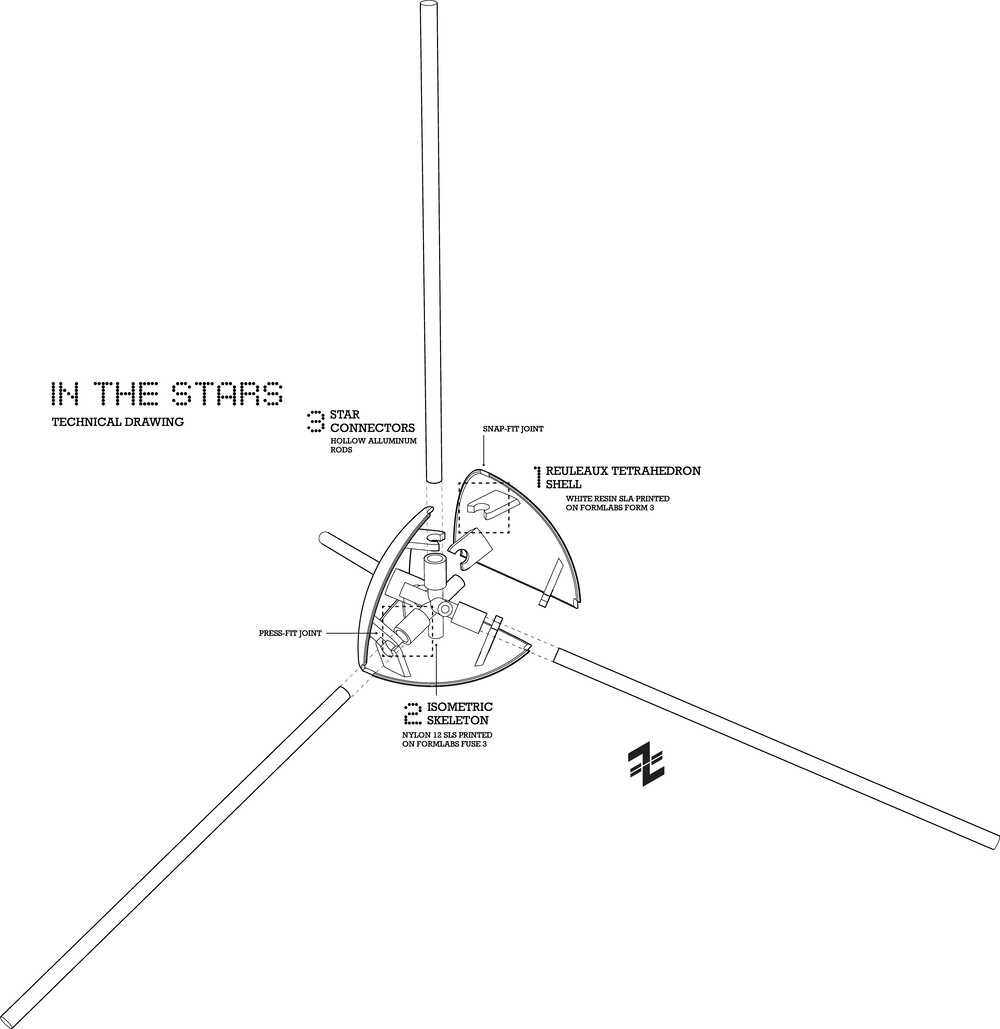 IN THE STARS
TECHNICAL DRAWING
3 STAR
CONNECTORS
HOLLOW ALLUMINUM
RODS
SNAP-FIT JOINT
1 REULEAUX TETRAHEDRON
SHELL
WHITE RESIN SLA PRINTED
ON FORMLABS FORM 3
PRESS-FIT JOINT
2 ISOMETRIC
SKELETON
NYLON 12 SLS PRINTED
ON FORMLABS FUSE 3